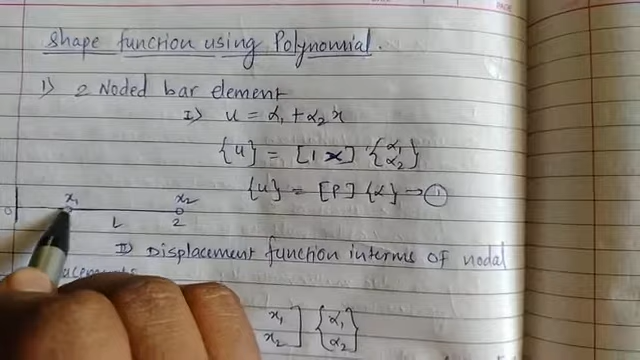 Shape function using Polynomial.
1) 2 Noded bar element
I) u = α₁ + α₂x
{u} = [1 x] {α₁ α₂}
{u} = [P] {α} → ①
0 x₁ L x₂ 2
II) Displacement function interms of nodal
x₁ ] {α₁
x₂ ] {α₂}